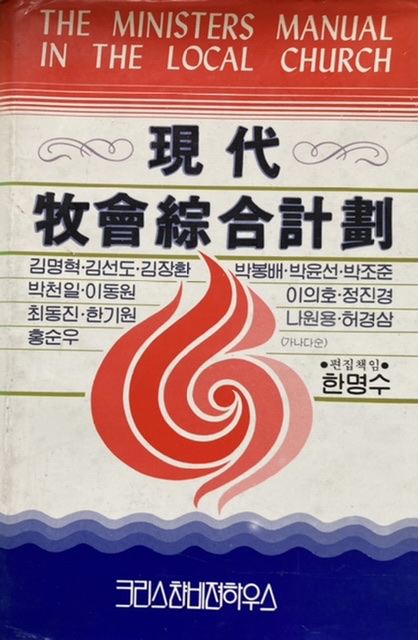 THE MINISTERS MANUAL
IN THE LOCAL CHURCH
現代
牧會綜合計劃
김명혁·김선도·김장환 박봉배·박윤선·박조준
박천일·이동원 이의호·정진경
최동진·한기원 나원용·허경삼
홍순우 (가나다순)
●편집책임●
한명수
크리스챤비젼하우스